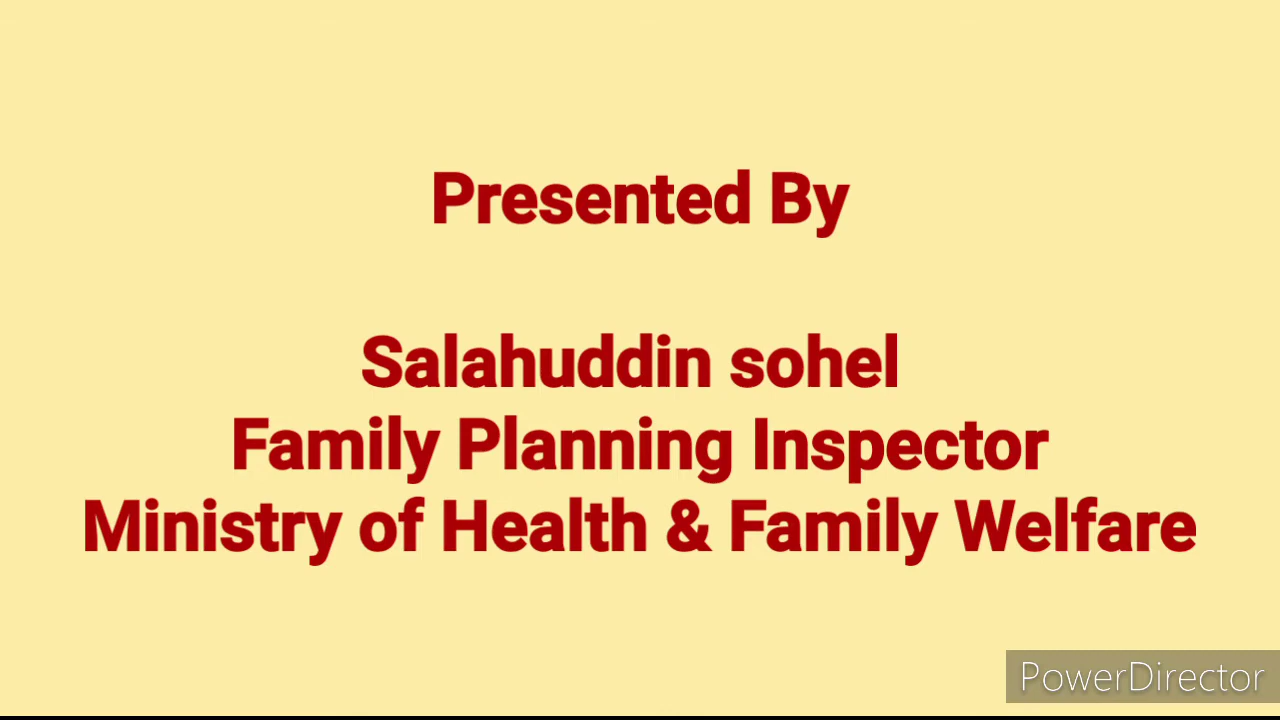 Presented By
Salahuddin sohel
Family Planning Inspector
Ministry of Health & Family Welfare
PowerDirector